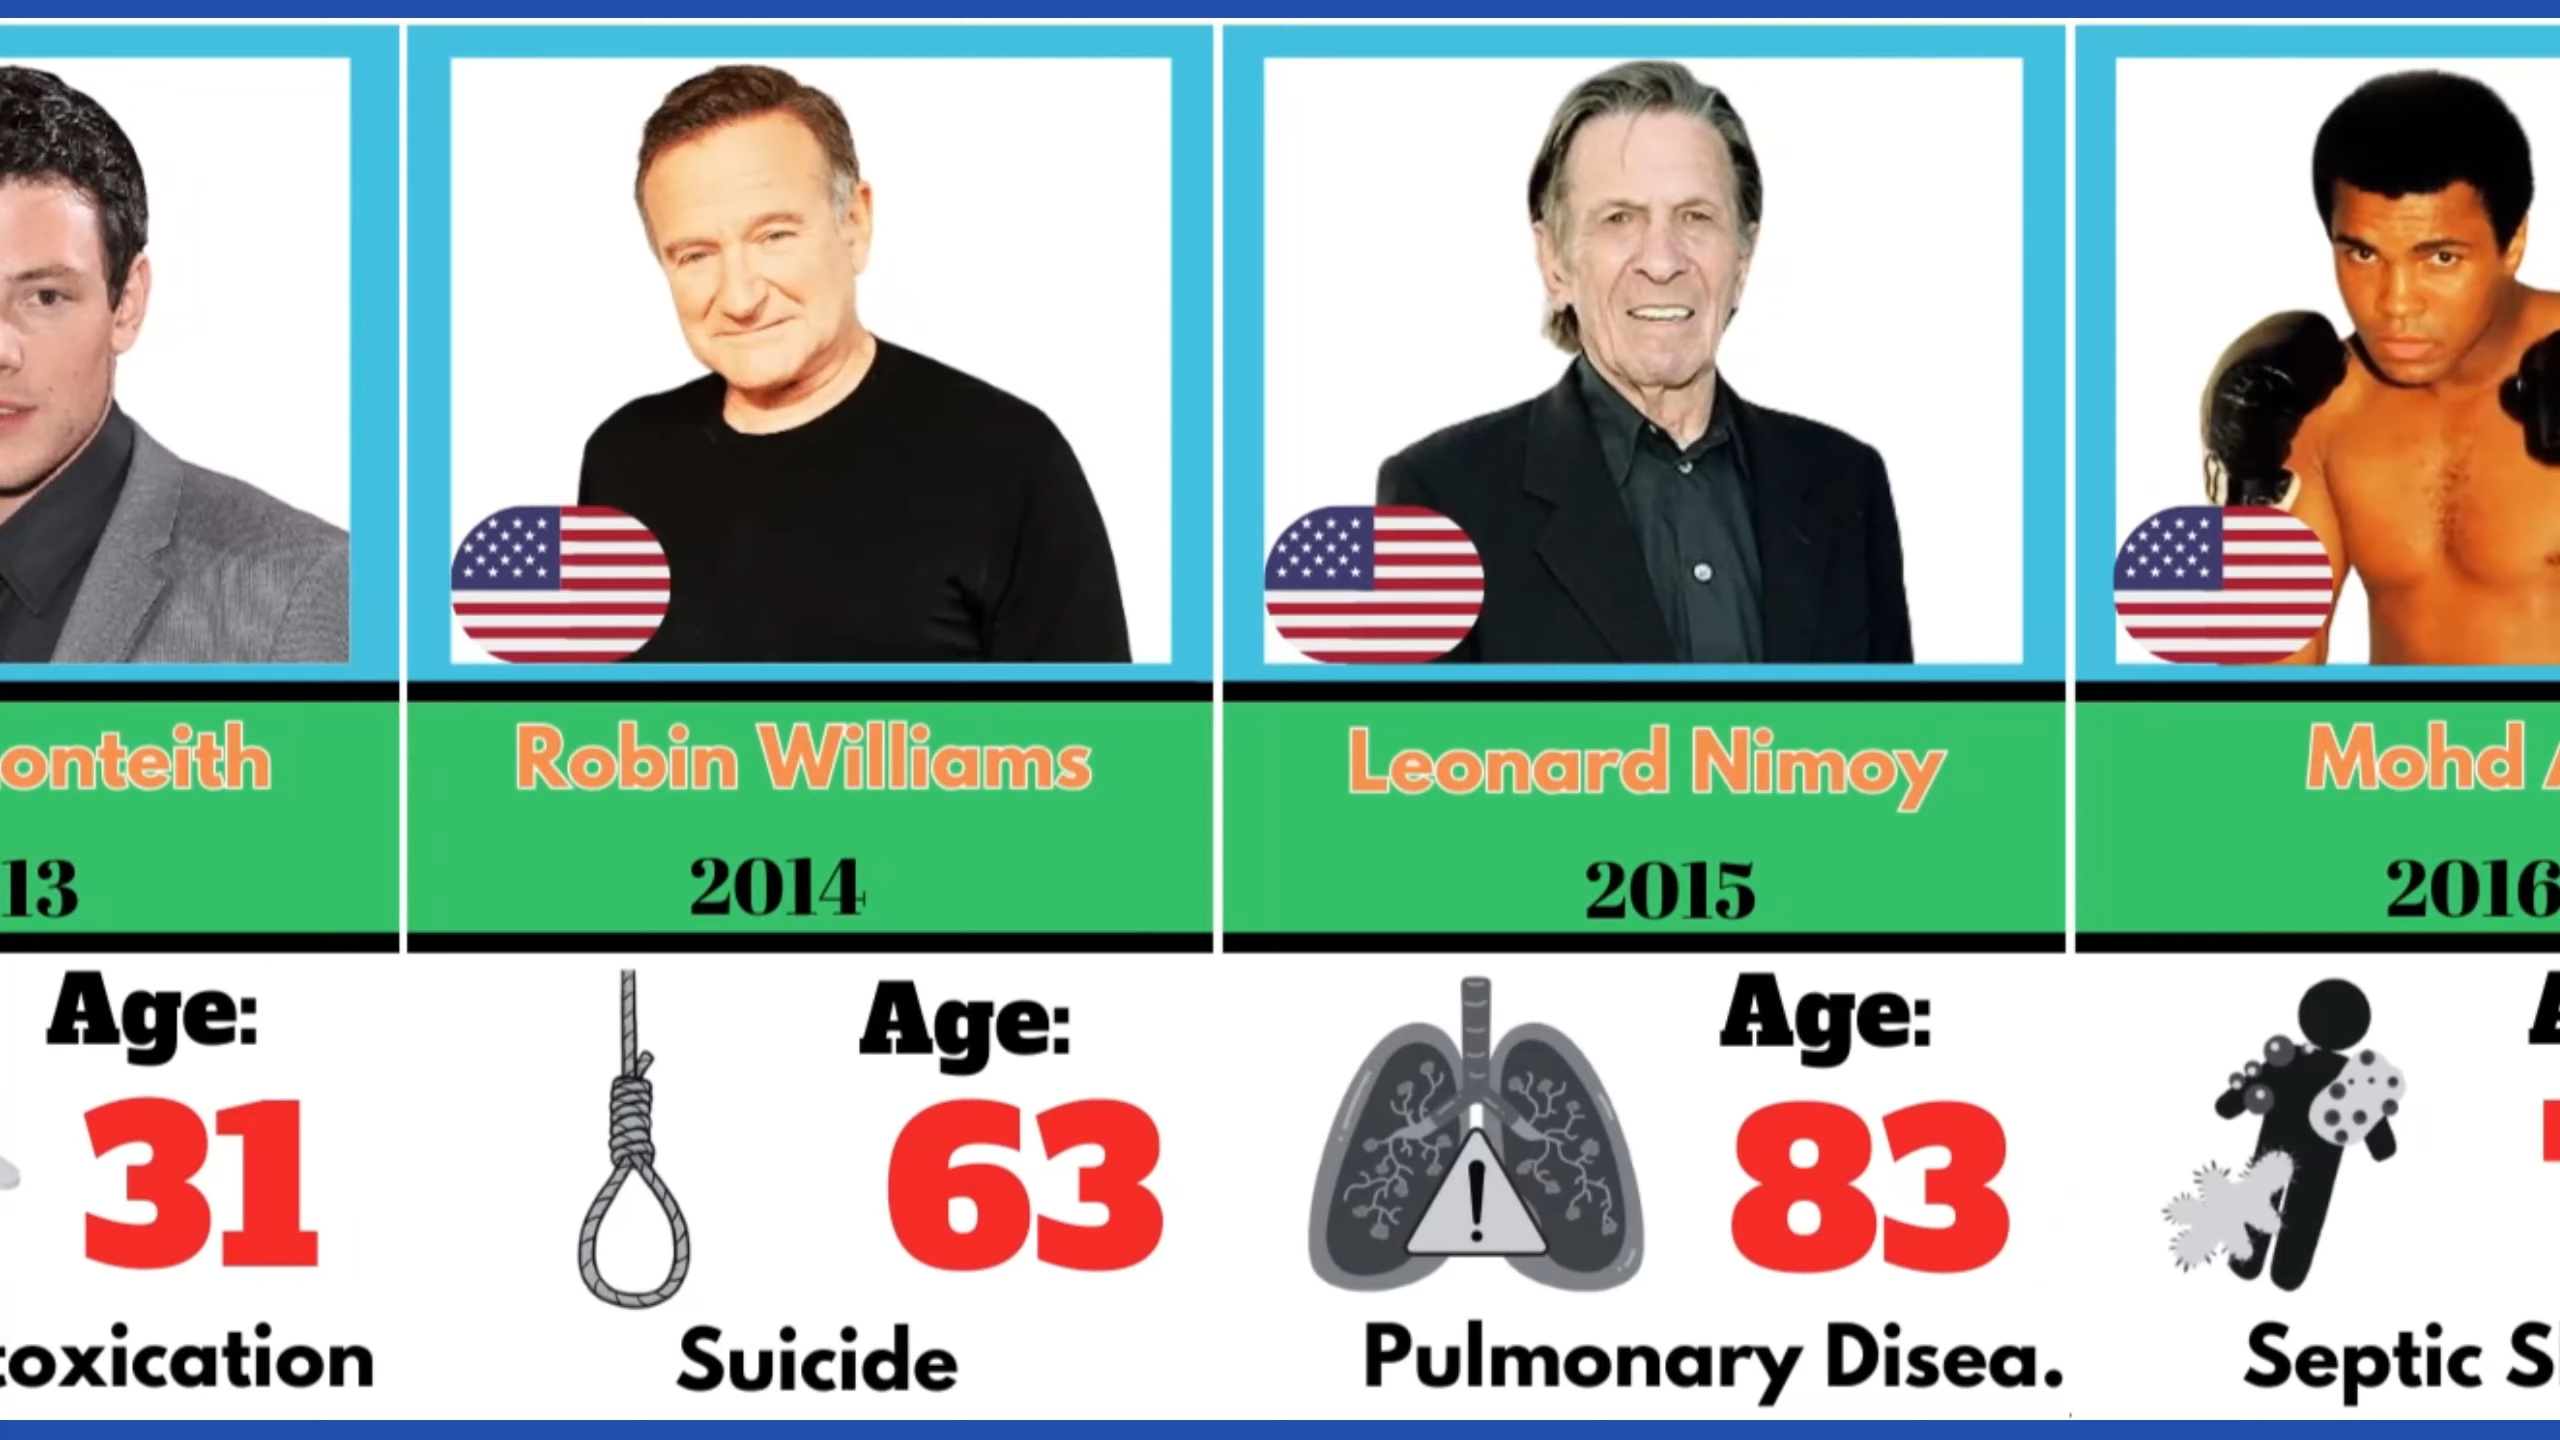 onteith
13
Age:
31
toxication
Robin Williams
2014
Age:
63
Suicide
Leonard Nimoy
2015
Age:
83
Pulmonary Disea.
Mohd
2016
Septic